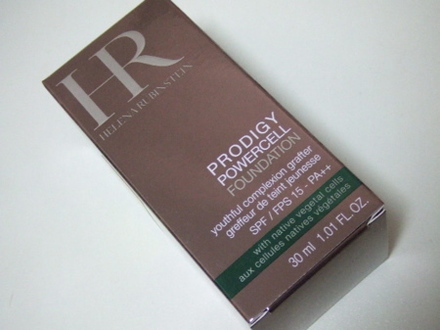 HR
HELENA RUBINSTEIN
PRODIGY
POWERCELL
FOUNDATION
youthful complexion grafter
greffeur de teint jeunesse
SPF / FPS 15 - PA++
with native vegetal cells
aux cellules natives végétales
30 ml 1.01 FL.OZ.